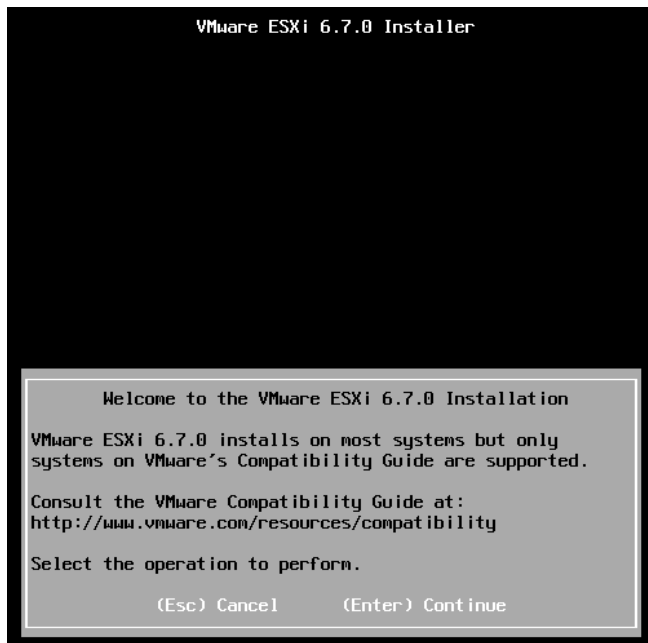 VMware ESXi 6.7.0 Installer
Welcome to the VMware ESXi 6.7.0 Installation
VMware ESXi 6.7.0 installs on most systems but only
systems on VMware's Compatibility Guide are supported.
Consult the VMware Compatibility Guide at:
http://www.vmware.com/resources/compatibility
Select the operation to perform.
(Esc) Cancel (Enter) Continue